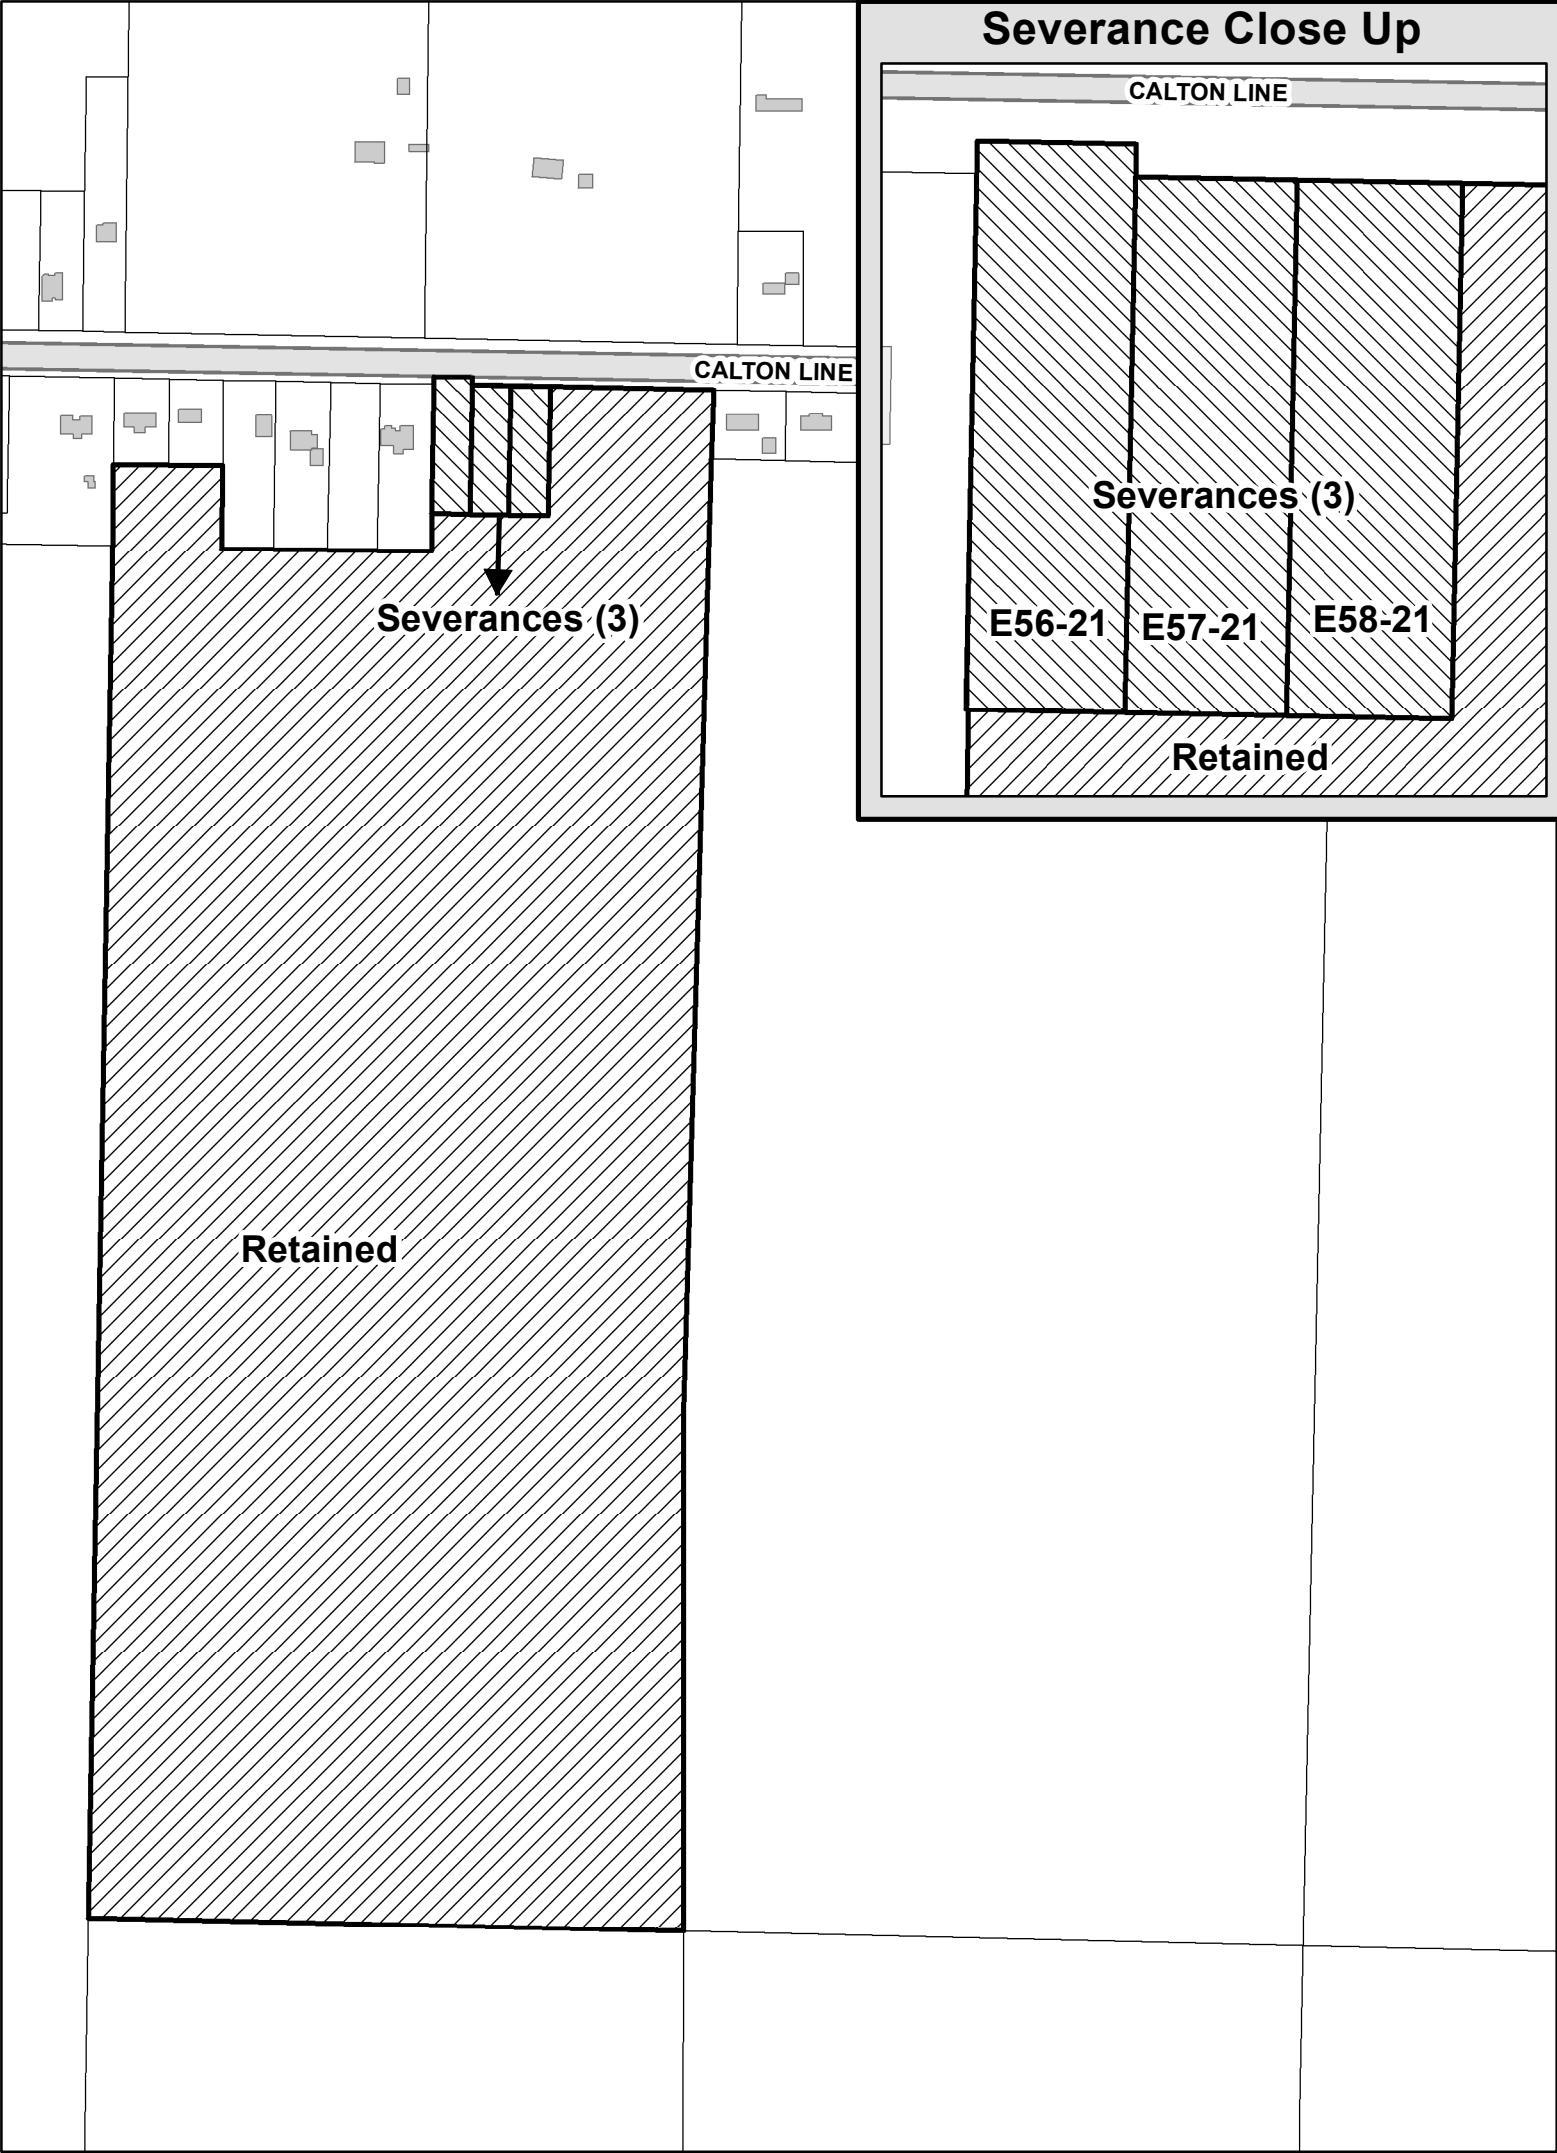 Severance Close Up
CALTON LINE
Severances (3)
E56-21
E57-21
E58-21
Retained
CALTON LINE
Severances (3)
Retained